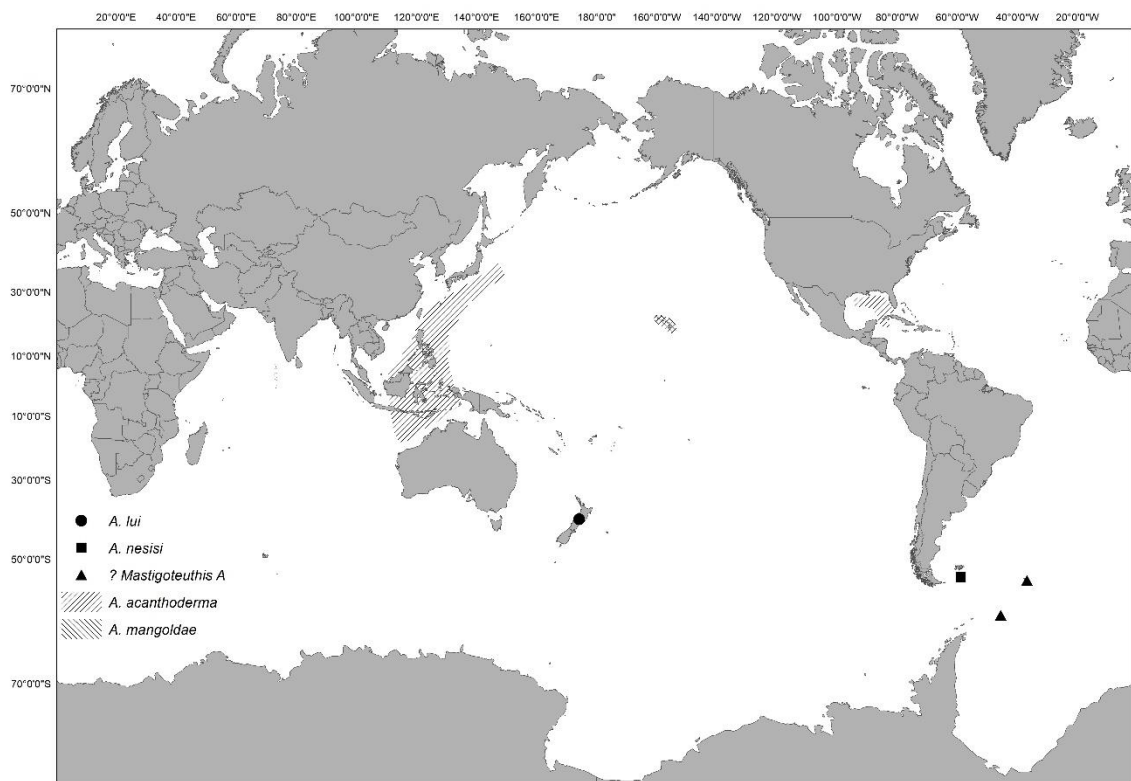 20°0'0"E 40°0'0"E 60°0'0"E 80°0'0"E 100°0'0"E 120°0'0"E 140°0'0"E 160°0'0"E 180°0'0" 160°0'0"W 140°0'0"W 120°0'0"W 100°0'0"W 80°0'0"W 60°0'0"W 40°0'0"W 20°0'0"W
70°0'0"N
50°0'0"N
30°0'0"N
10°0'0"N
10°0'0"S
30°0'0"S
A. lui
A. nesisi
50°0'0"S
? Mastigoteuthis A
A. acanthoderma
A. mangoldae
70°0'0"S